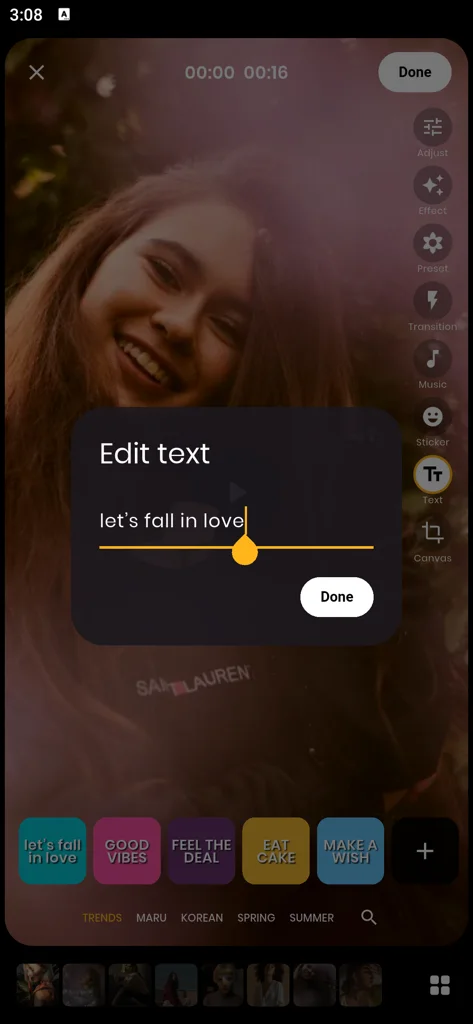 3:08
A
00:00 00:16
Done
Adjust
Effect
Preset
Transition
Music
Sticker
Tt
Text
Canvas
Edit text
let's fall in love
Done
LAUREN
let's fall
in love
GOOD
VIBES
FEEL THE
DEAL
EAT
CAKE
MAKE A
WISH
TRENDS MARU KOREAN SPRING SUMMER